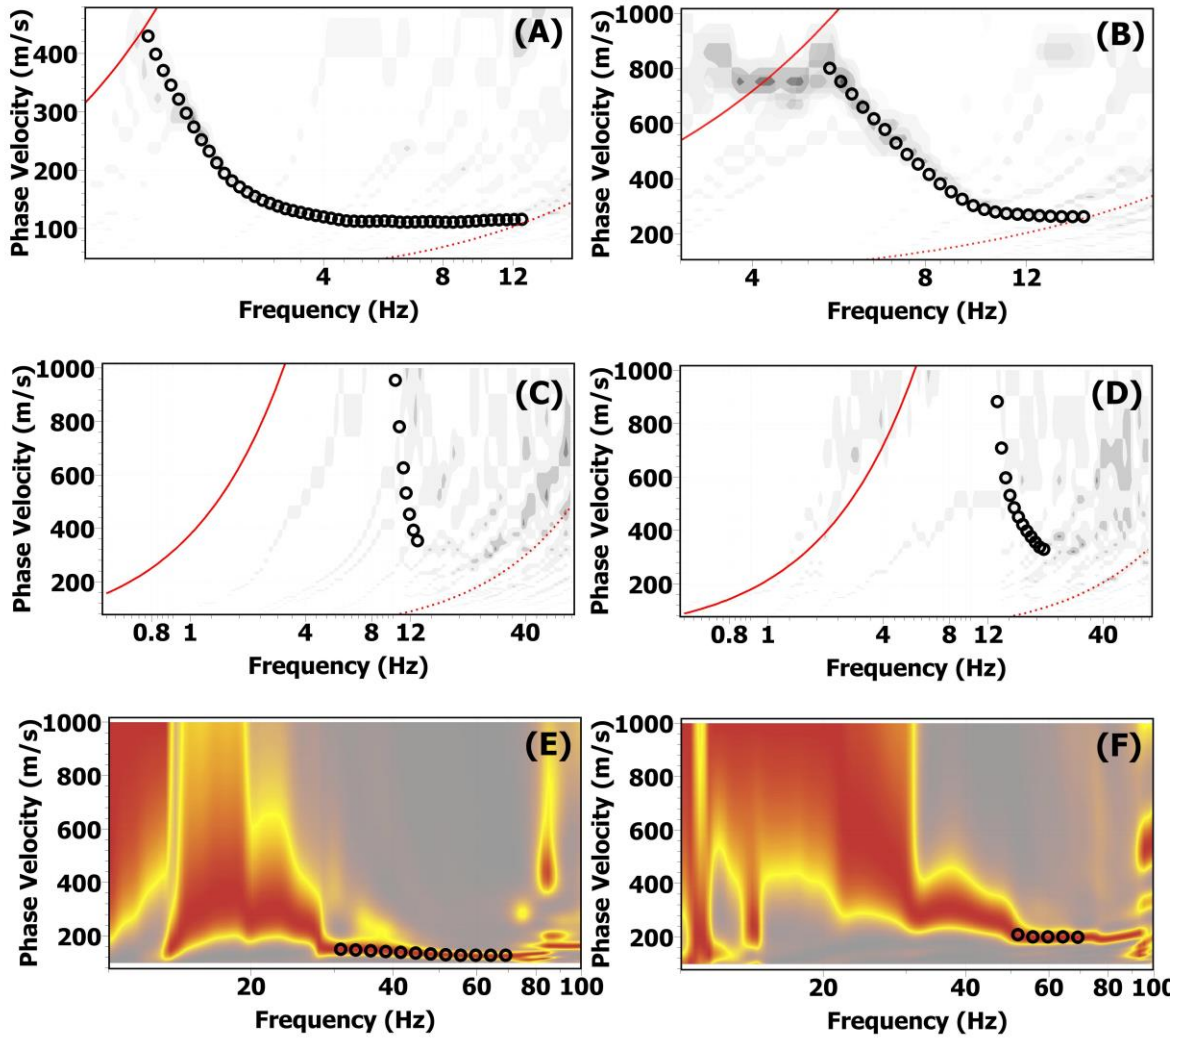 (A)
Phase Velocity (m/s)
400
300
200
100
4 8 12
Frequency (Hz)
(B)
Phase Velocity (m/s)
1000
800
600
400
200
4 8 12
Frequency (Hz)
(C)
Phase Velocity (m/s)
1000
800
600
400
200
0.8 1 4 8 12 40
Frequency (Hz)
(D)
Phase Velocity (m/s)
1000
800
600
400
200
0.8 1 4 8 12 40
Frequency (Hz)
(E)
Phase Velocity (m/s)
1000
800
600
400
200
20 40 60 80 100
Frequency (Hz)
(F)
Phase Velocity (m/s)
1000
800
600
400
200
20 40 60 80 100
Frequency (Hz)